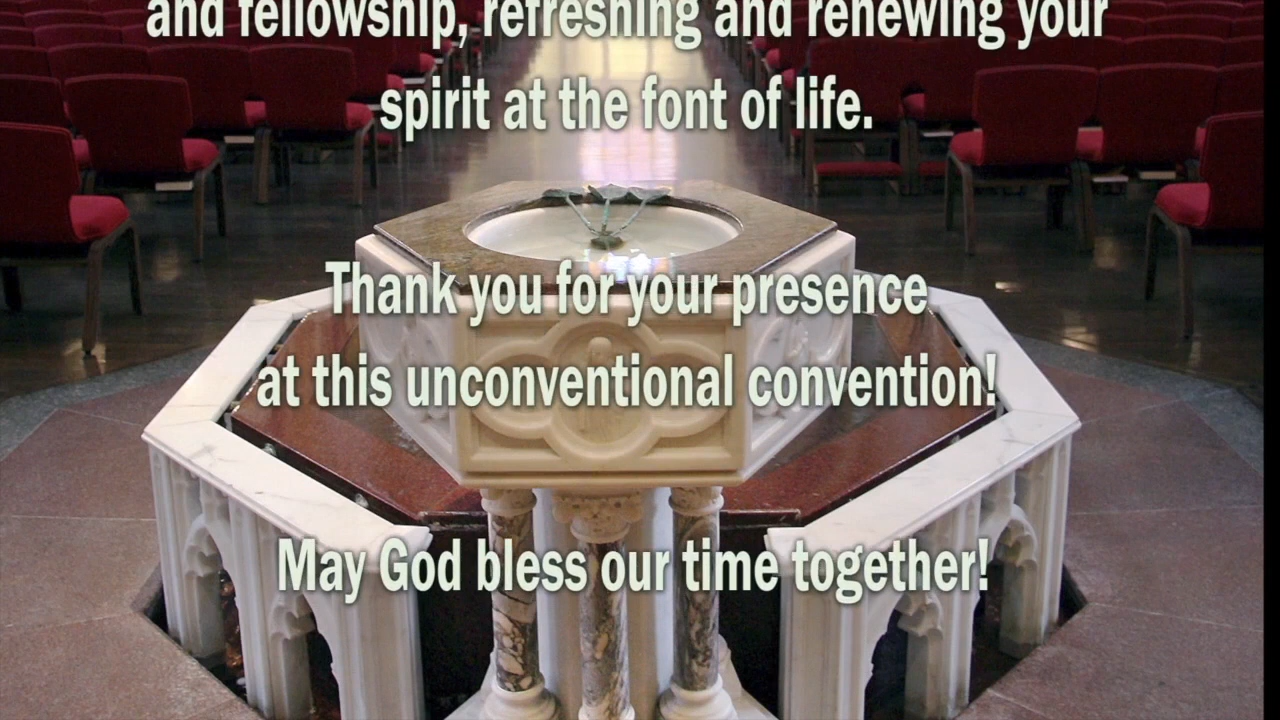 and fellowship, refreshing and renewing your
spirit at the font of life.
Thank you for your presence
at this unconventional convention!
May God bless our time together!